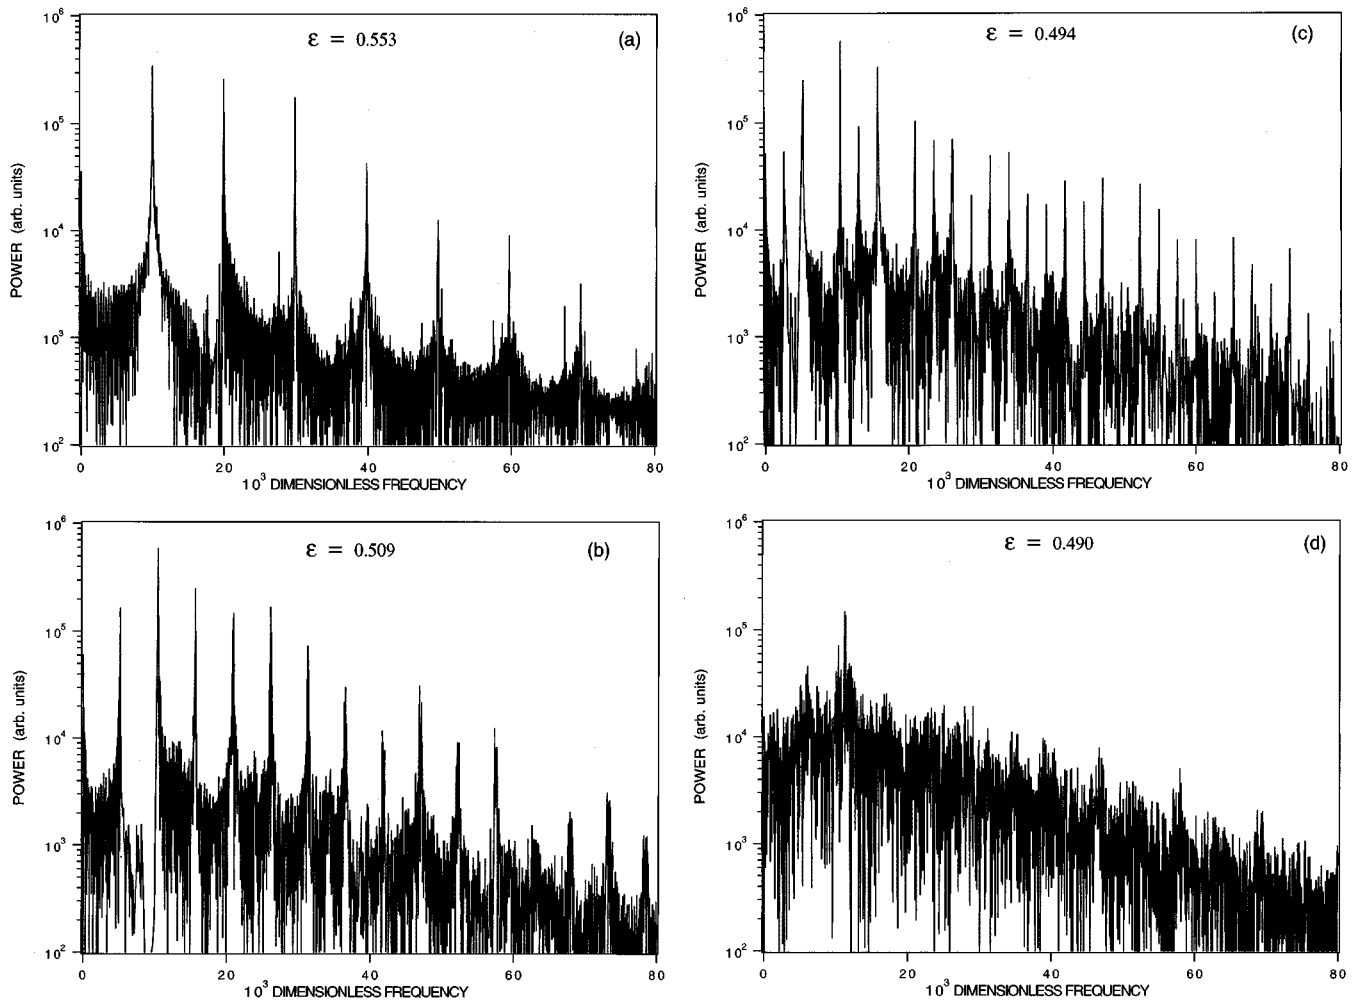 ε = 0.553
(a)
10⁶
10⁵
10⁴
10³
10²
POWER (arb. units)
0 20 40 60 80
10³ DIMENSIONLESS FREQUENCY
ε = 0.494
(c)
10⁶
10⁵
10⁴
10³
10²
POWER (arb. units)
0 20 40 60 80
10³ DIMENSIONLESS FREQUENCY
ε = 0.509
(b)
10⁶
10⁵
10⁴
10³
10²
POWER (arb. units)
0 20 40 60 80
10³ DIMENSIONLESS FREQUENCY
ε = 0.490
(d)
10⁶
10⁵
10⁴
10³
10²
POWER (arb. units)
0 20 40 60 80
10³ DIMENSIONLESS FREQUENCY